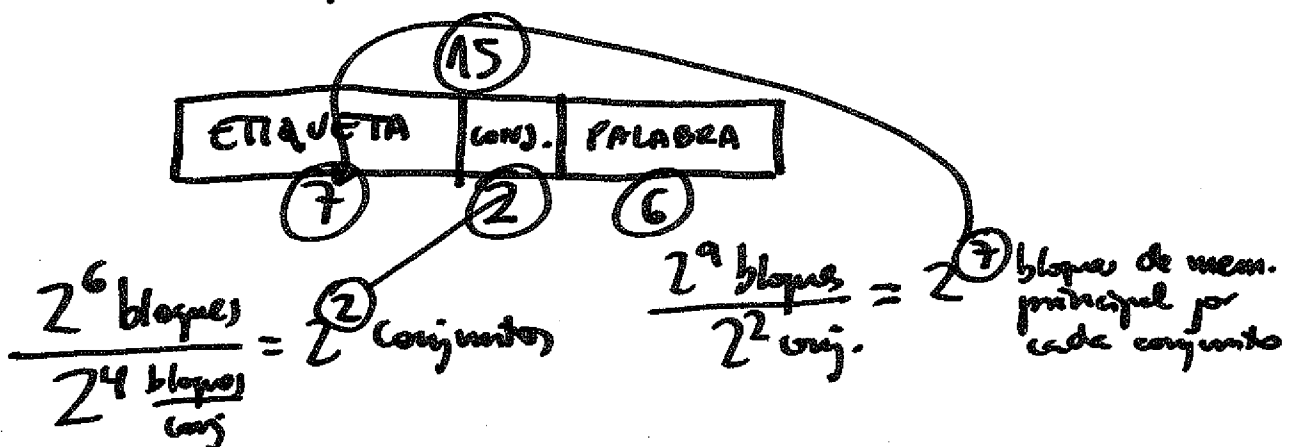 15
ETIQUETA CONJ. PALABRA
7 2 6
2^6 bloques / 2^4 bloques/conj = 2^2 conjuntos
2^9 bloques / 2^2 conj. = 2^7 bloques de mem.
principal por
cada conjunto